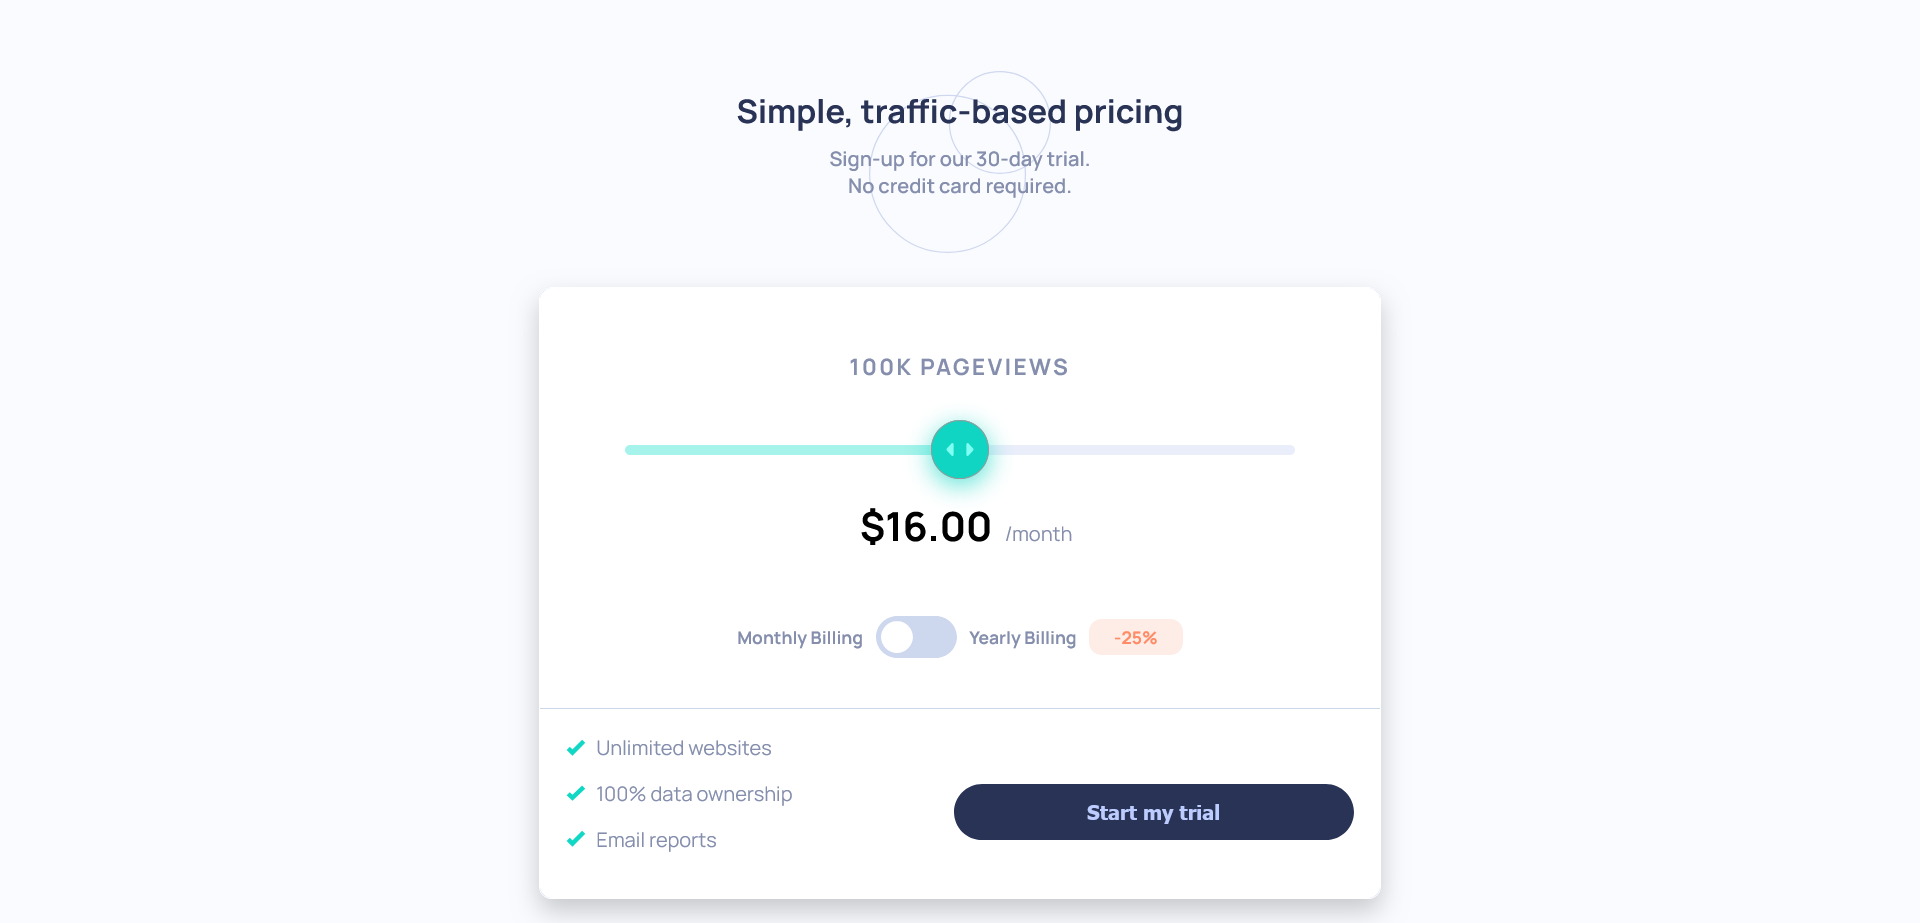 Simple, traffic-based pricing
Sign-up for our 30-day trial.
No credit card required.
100K PAGEVIEWS
$16.00 /month
Monthly Billing Yearly Billing -25%
Unlimited websites
100% data ownership
Email reports
Start my trial